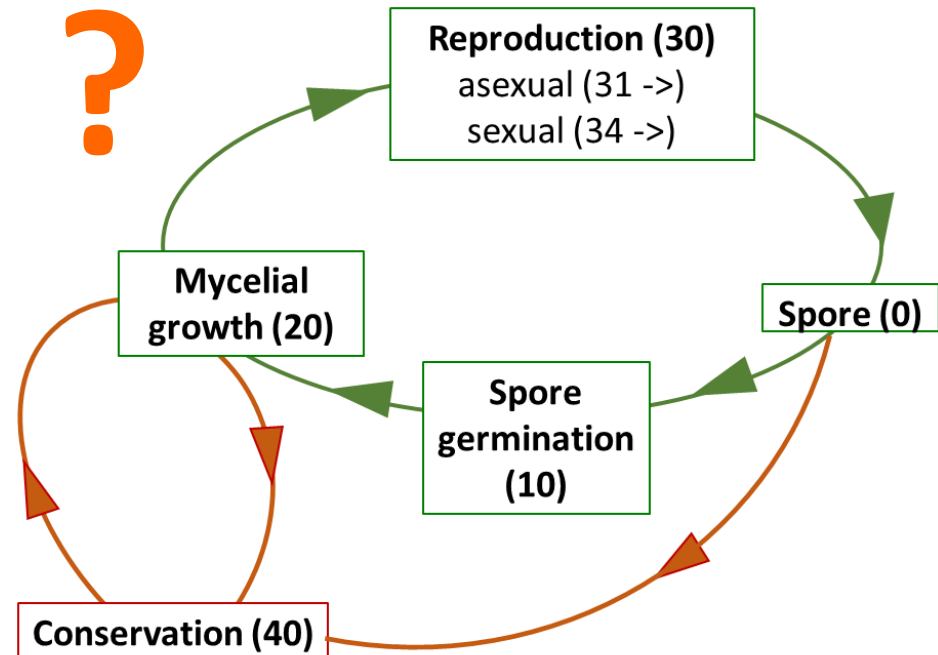 ?
Reproduction (30)
asexual (31 ->)
sexual (34 ->)
Mycelial
growth (20)
Spore (0)
Spore
germination
(10)
Conservation (40)